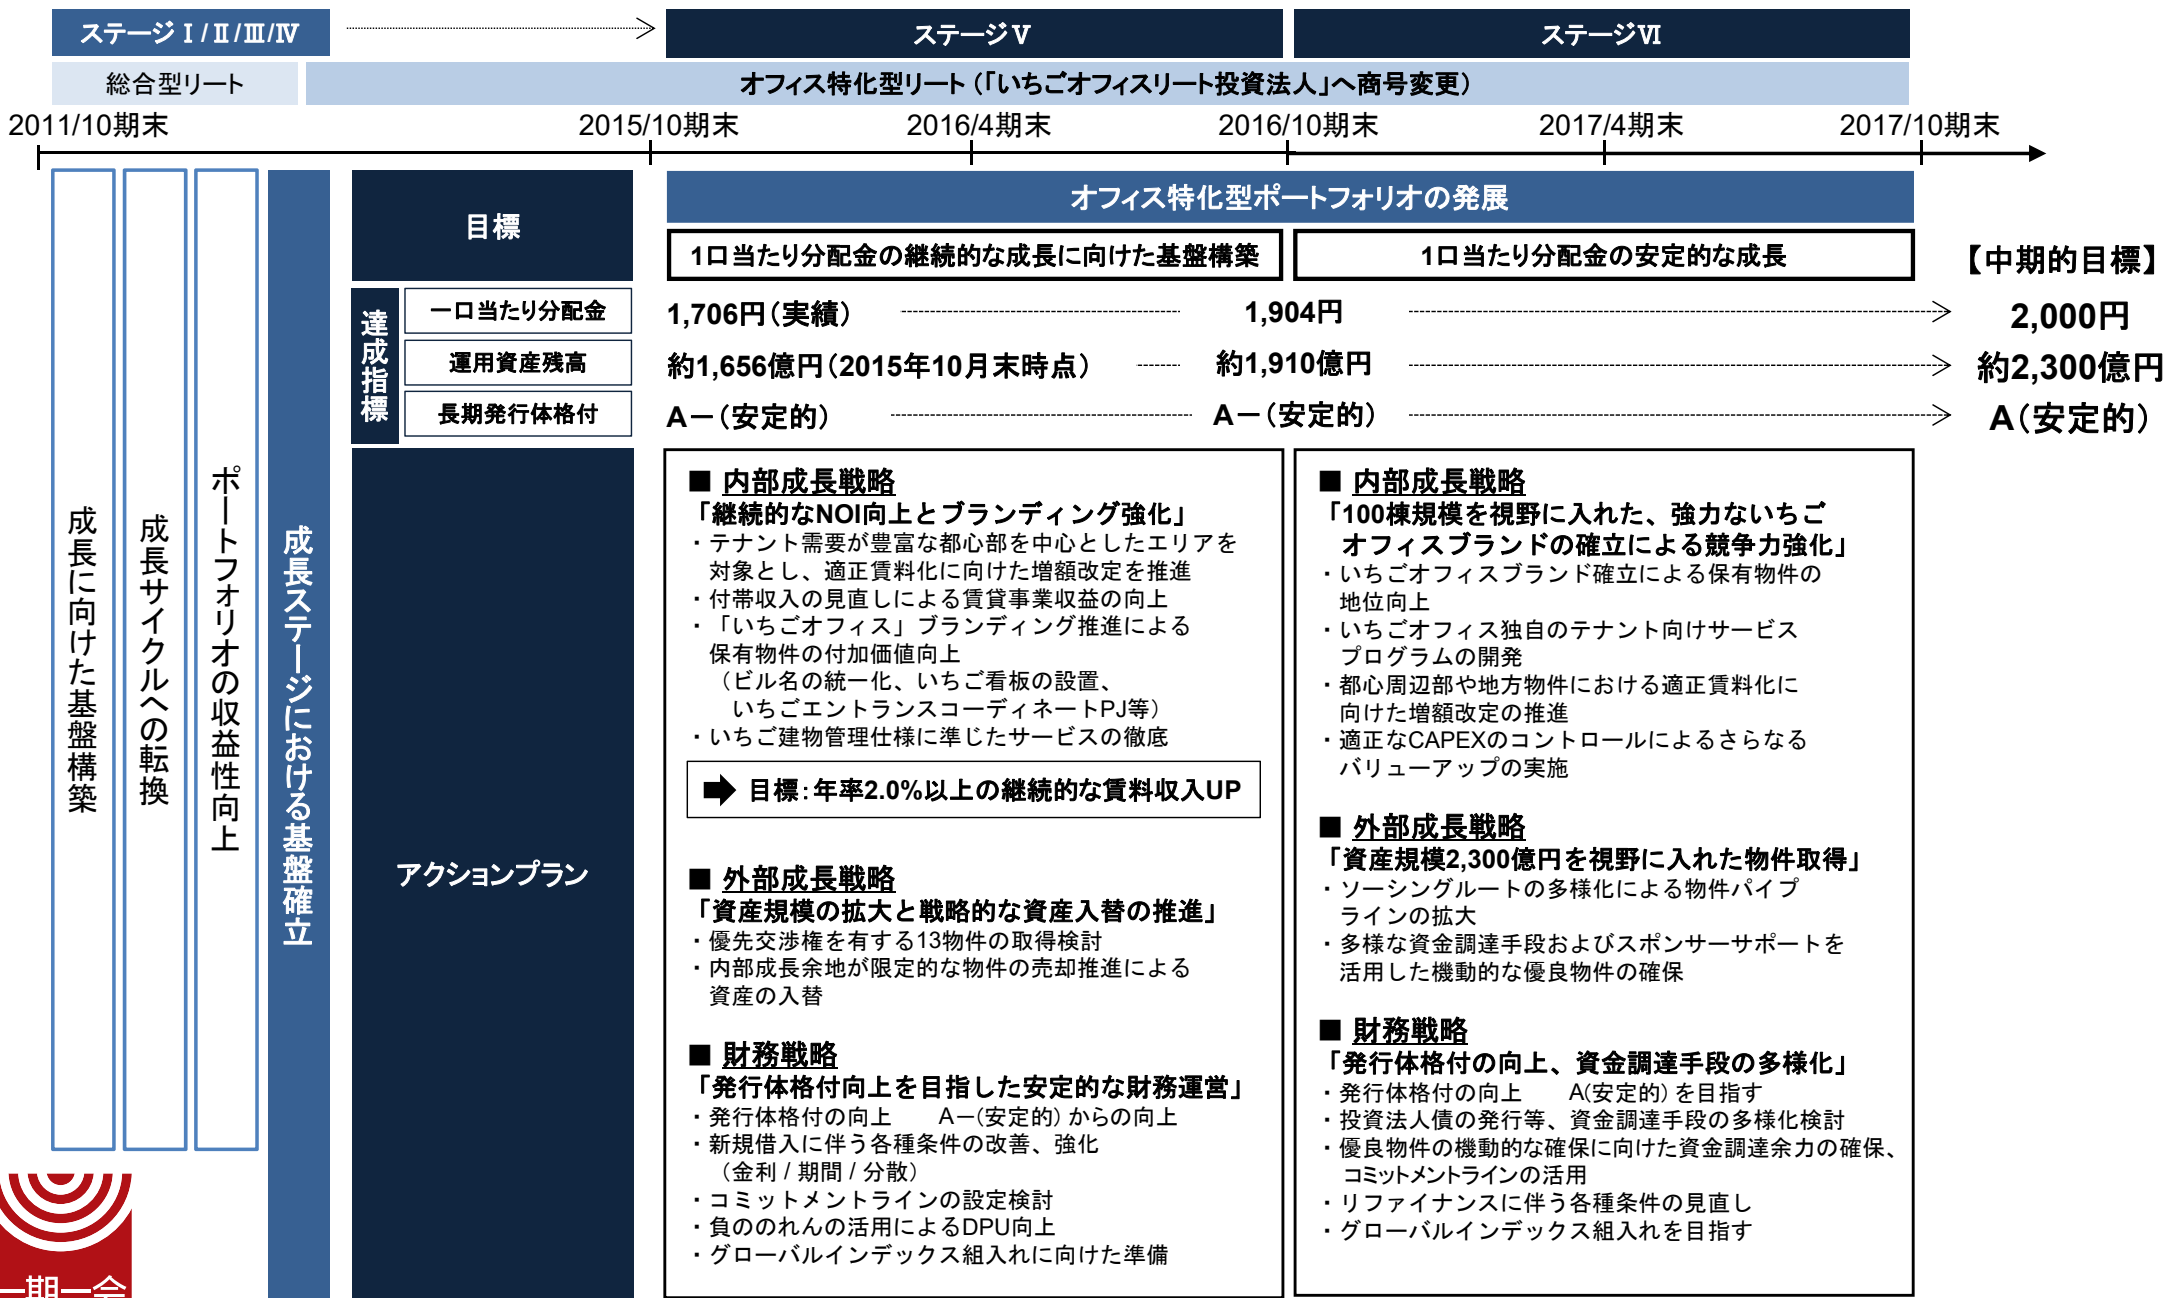 ステージⅠ/Ⅱ/Ⅲ/Ⅳ
ステージⅤ
ステージⅥ
総合型リート
オフィス特化型リート（「いちごオフィスリート投資法人」へ商号変更）
2011/10期末
2015/10期末
2016/4期末
2016/10期末
2017/4期末
2017/10期末
成長に向けた基盤構築
成長サイクルへの転換
ポートフォリオの収益性向上
成長ステージにおける基盤確立
目標
オフィス特化型ポートフォリオの発展
1口当たり分配金の継続的な成長に向けた基盤構築
1口当たり分配金の安定的な成長
【中期的目標】
達成指標
一口当たり分配金
1,706円（実績）
1,904円
2,000円
運用資産残高
約1,656億円（2015年10月末時点）
約1,910億円
約2,300億円
長期発行体格付
A－（安定的）
A－（安定的）
A（安定的）
アクションプラン
■ 内部成長戦略
「継続的なNOI向上とブランディング強化」
・テナント需要が豊富な都心部を中心としたエリアを
対象とし、適正賃料化に向けた増額改定を推進
・付帯収入の見直しによる賃貸事業収益の向上
・「いちごオフィス」ブランディング推進による
保有物件の付加価値向上
（ビル名の統一化、いちご看板の設置、
いちごエントランスコーディネートPJ等）
・いちご建物管理仕様に準じたサービスの徹底
➡ 目標：年率2.0%以上の継続的な賃料収入UP
■ 外部成長戦略
「資産規模の拡大と戦略的な資産入替の推進」
・優先交渉権を有する13物件の取得検討
・内部成長余地が限定的な物件の売却推進による
資産の入替
■ 財務戦略
「発行体格付向上を目指した安定的な財務運営」
・発行体格付の向上　　A－(安定的) からの向上
・新規借入に伴う各種条件の改善、強化
（金利 / 期間 / 分散）
・コミットメントラインの設定検討
・負ののれんの活用によるDPU向上
・グローバルインデックス組入れに向けた準備
■ 内部成長戦略
「100棟規模を視野に入れた、強力ないちご
オフィスブランドの確立による競争力強化」
・いちごオフィスブランド確立による保有物件の
地位向上
・いちごオフィス独自のテナント向けサービス
プログラムの開発
・都心周辺部や地方物件における適正賃料化に
向けた増額改定の推進
・適正なCAPEXのコントロールによるさらなる
バリューアップの実施
■ 外部成長戦略
「資産規模2,300億円を視野に入れた物件取得」
・ソーシングルートの多様化による物件パイプ
ラインの拡大
・多様な資金調達手段およびスポンサーサポートを
活用した機動的な優良物件の確保
■ 財務戦略
「発行体格付の向上、資金調達手段の多様化」
・発行体格付の向上　　A(安定的) を目指す
・投資法人債の発行等、資金調達手段の多様化検討
・優良物件の機動的な確保に向けた資金調達余力の確保、
コミットメントラインの活用
・リファイナンスに伴う各種条件の見直し
・グローバルインデックス組入れを目指す
一期一会